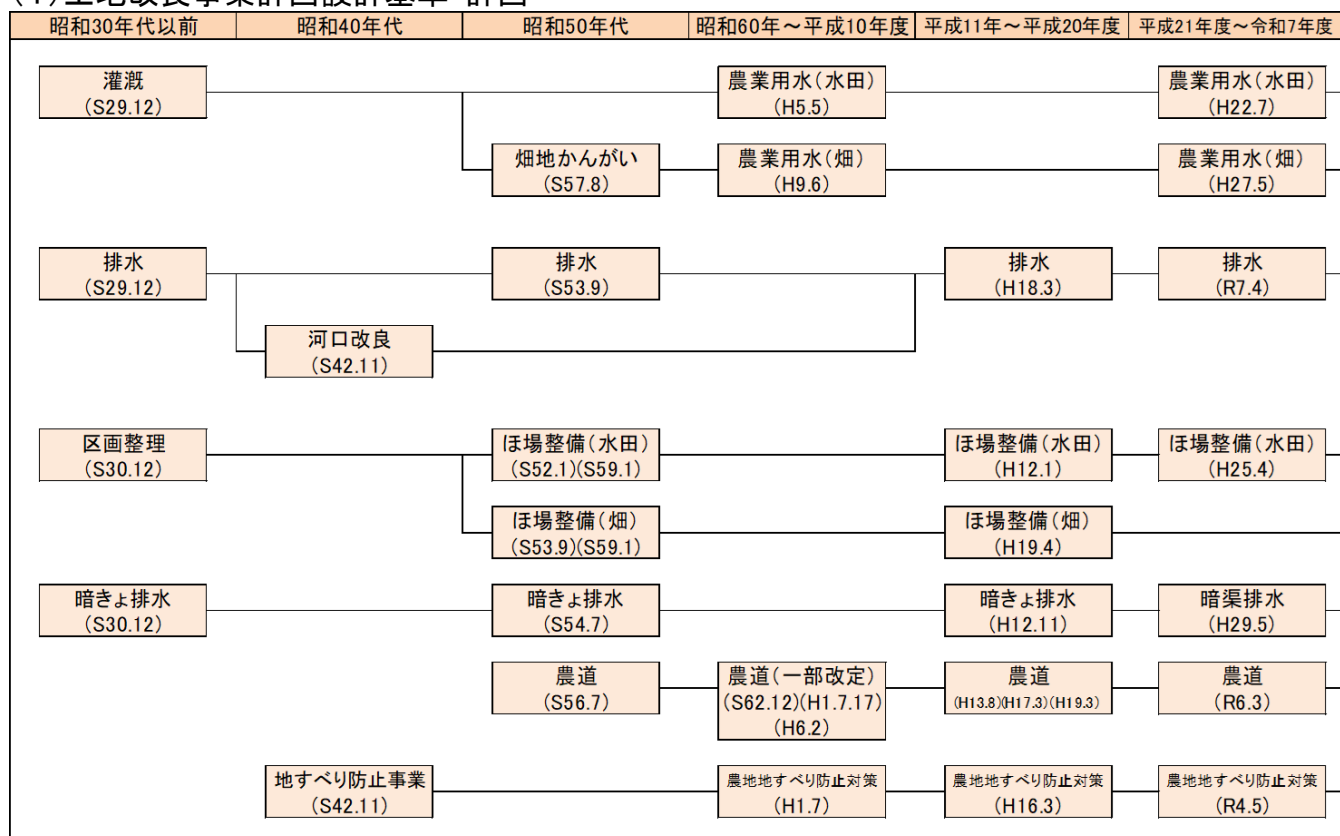 (1)土地改良事業計画設計基準 計画
昭和30年代以前 昭和40年代 昭和50年代 昭和60年～平成10年度 平成11年～平成20年度 平成21年度～令和7年度
灌漑 農業用水(水田) 農業用水(水田)
(S29.12) (H5.5) (H22.7)
畑地かんがい 農業用水(畑) 農業用水(畑)
(S57.8) (H9.6) (H27.5)
排水 排水 排水 排水
(S29.12) (S53.9) (H18.3) (R7.4)
河口改良
(S42.11)
区画整理 ほ場整備(水田) ほ場整備(水田) ほ場整備(水田)
(S30.12) (S52.1)(S59.1) (H12.1) (H25.4)
ほ場整備(畑) ほ場整備(畑)
(S53.9)(S59.1) (H19.4)
暗きょ排水 暗きょ排水 暗きょ排水 暗渠排水
(S30.12) (S54.7) (H12.11) (H29.5)
農道 農道(一部改定) 農道 農道
(S56.7) (S62.12)(H1.7.17) (H13.8)(H17.3)(H19.3) (R6.3)
(H6.2)
地すべり防止事業 農地地すべり防止対策 農地地すべり防止対策 農地地すべり防止対策
(S42.11) (H1.7) (H16.3) (R4.5)